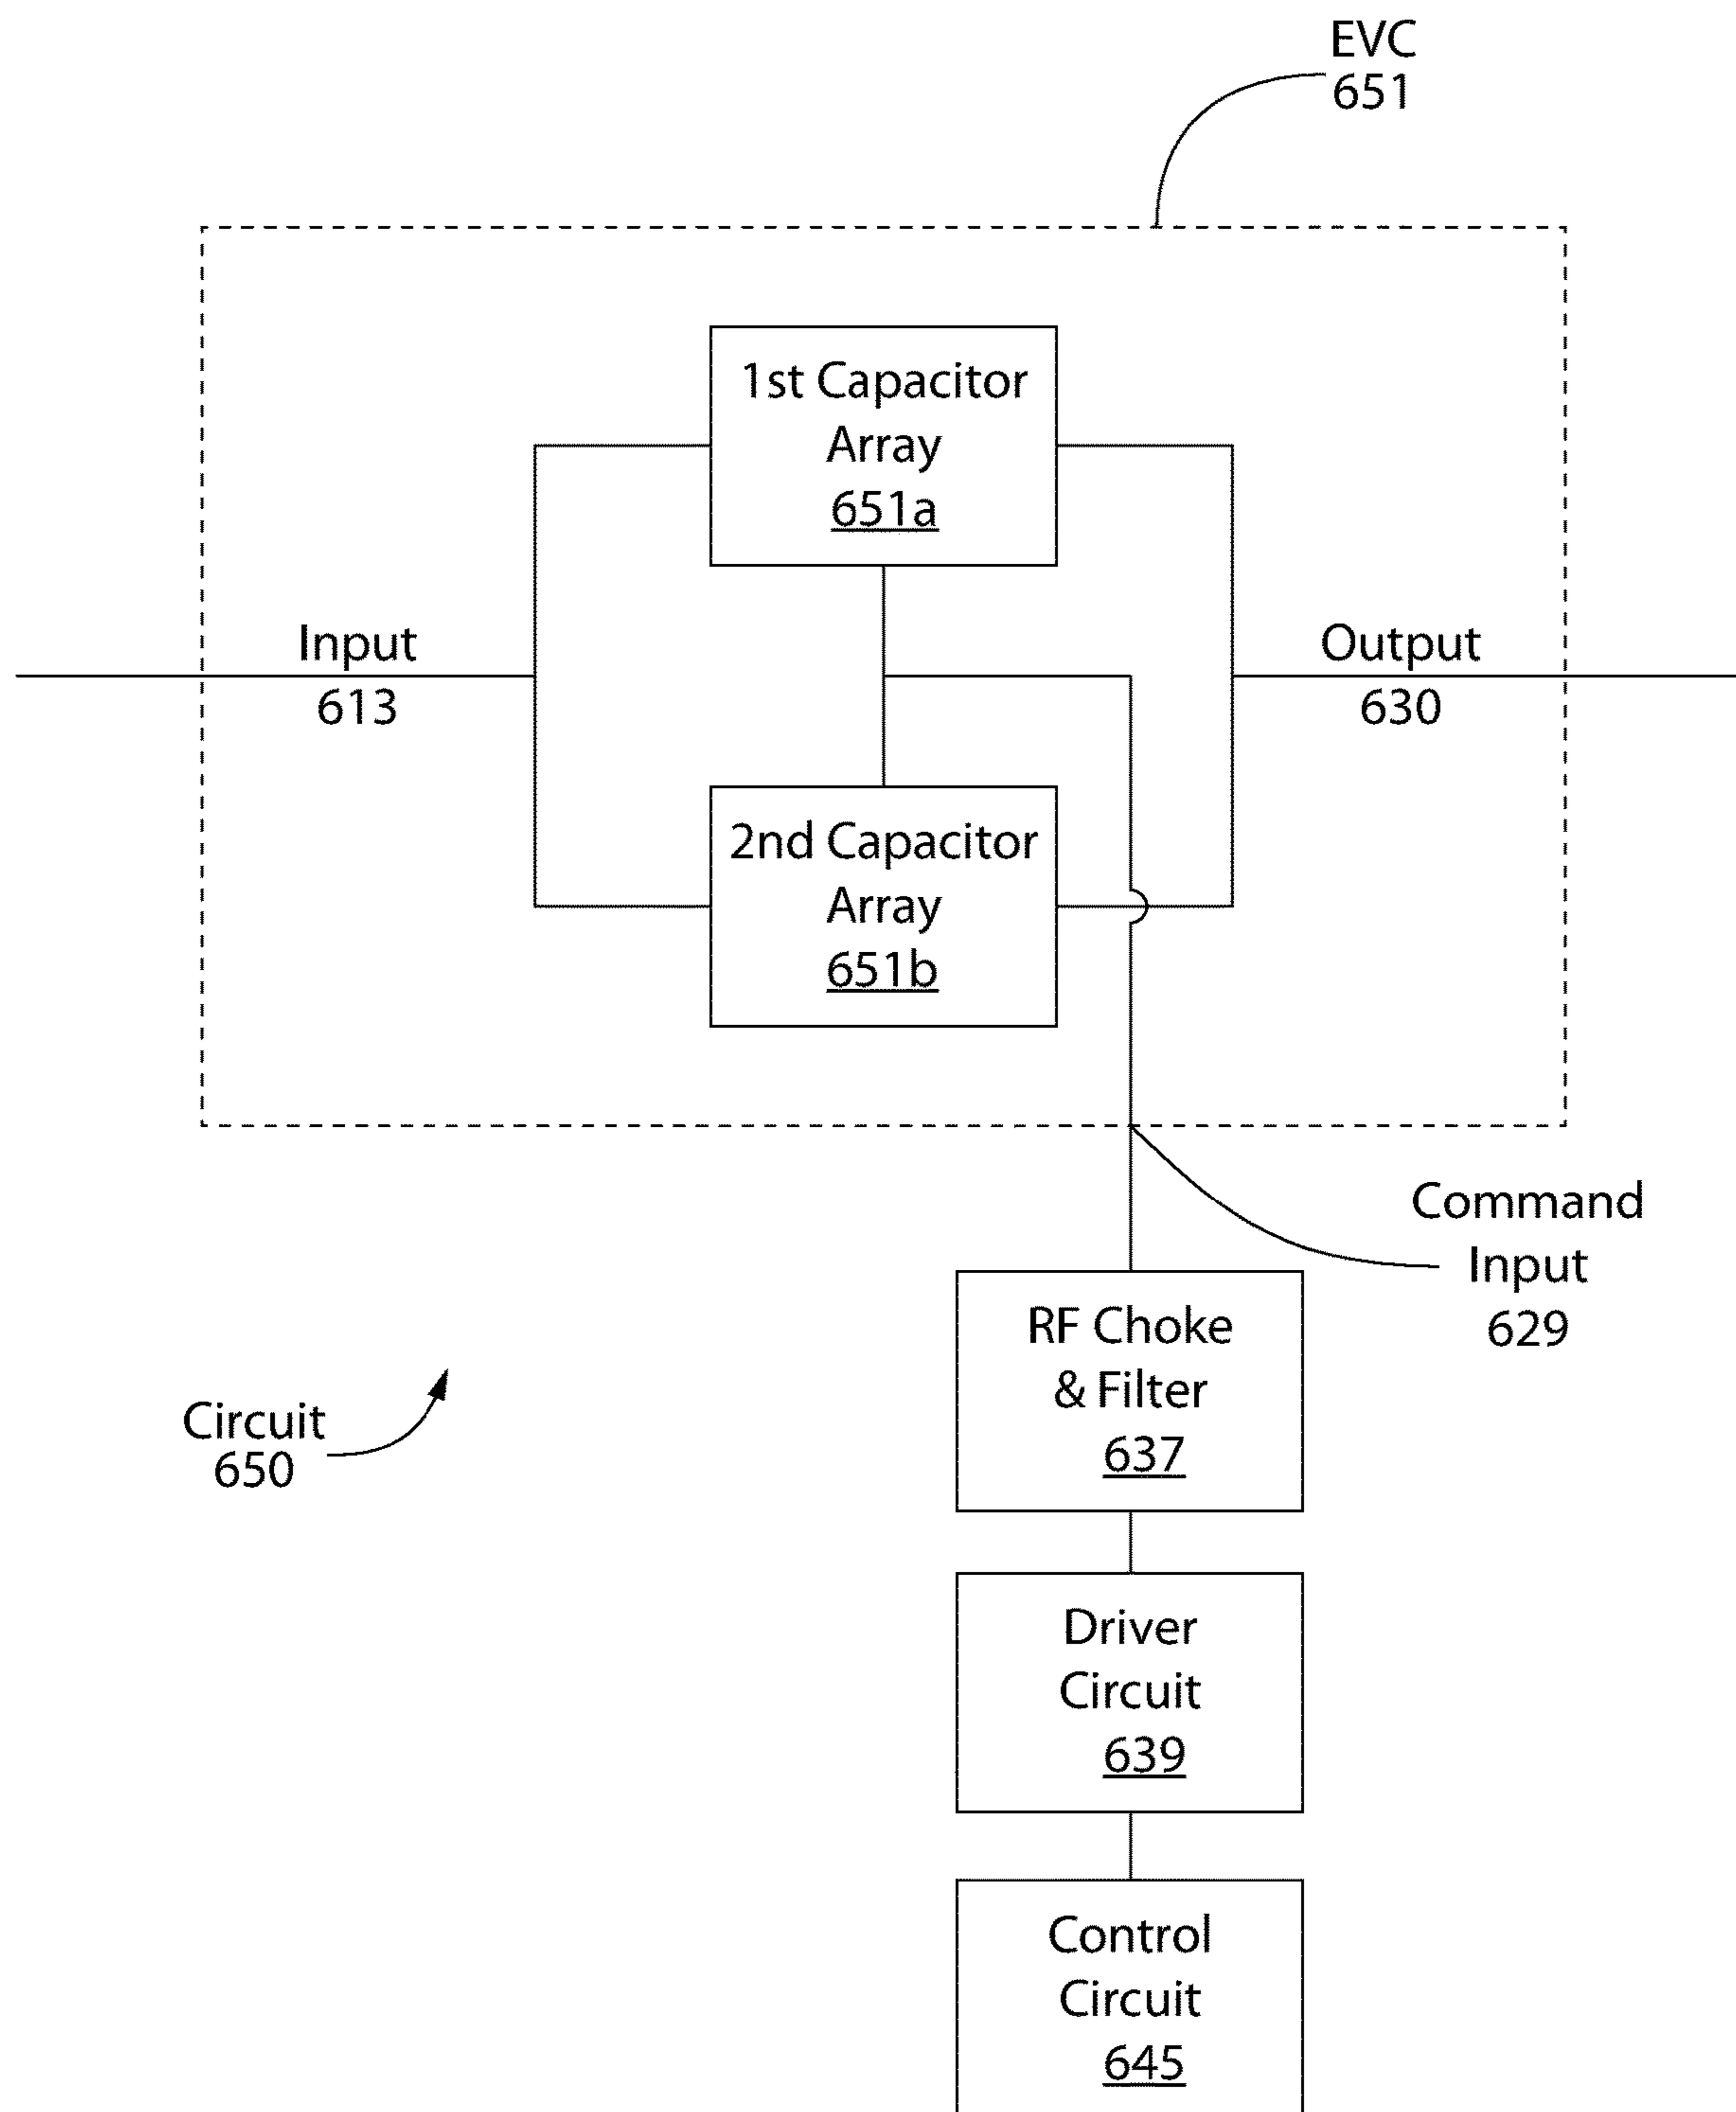 EVC
651
1st Capacitor
Array
651a
Input
613
Output
630
2nd Capacitor
Array
651b
Command
Input
629
RF Choke
& Filter
637
Circuit
650
Driver
Circuit
639
Control
Circuit
645